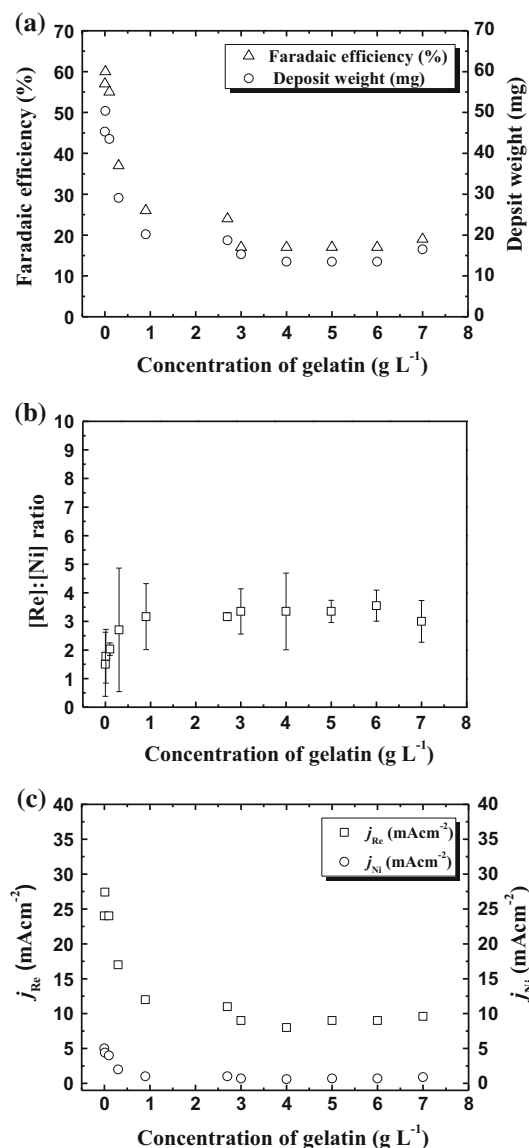 (a)
70
60
50
40
30
20
10
0
Faradaic efficiency (%)
Faradaic efficiency (%)
Deposit weight (mg)
70
60
50
40
30
20
10
0
Depsit weight (mg)
0 1 2 3 4 5 6 7 8
Concentration of gelatin (g L-1)
(b)
10
9
8
7
6
5
4
3
2
1
0
[Re]:[Ni] ratio
0 1 2 3 4 5 6 7 8
Concentration of gelatin (g L-1)
(c)
40
35
30
25
20
15
10
5
0
jRe (mAcm-2)
jRe (mAcm-2)
jNi (mAcm-2)
40
35
30
25
20
15
10
5
0
jNi (mAcm-2)
0 1 2 3 4 5 6 7 8
Concentration of gelatin (g L-1)